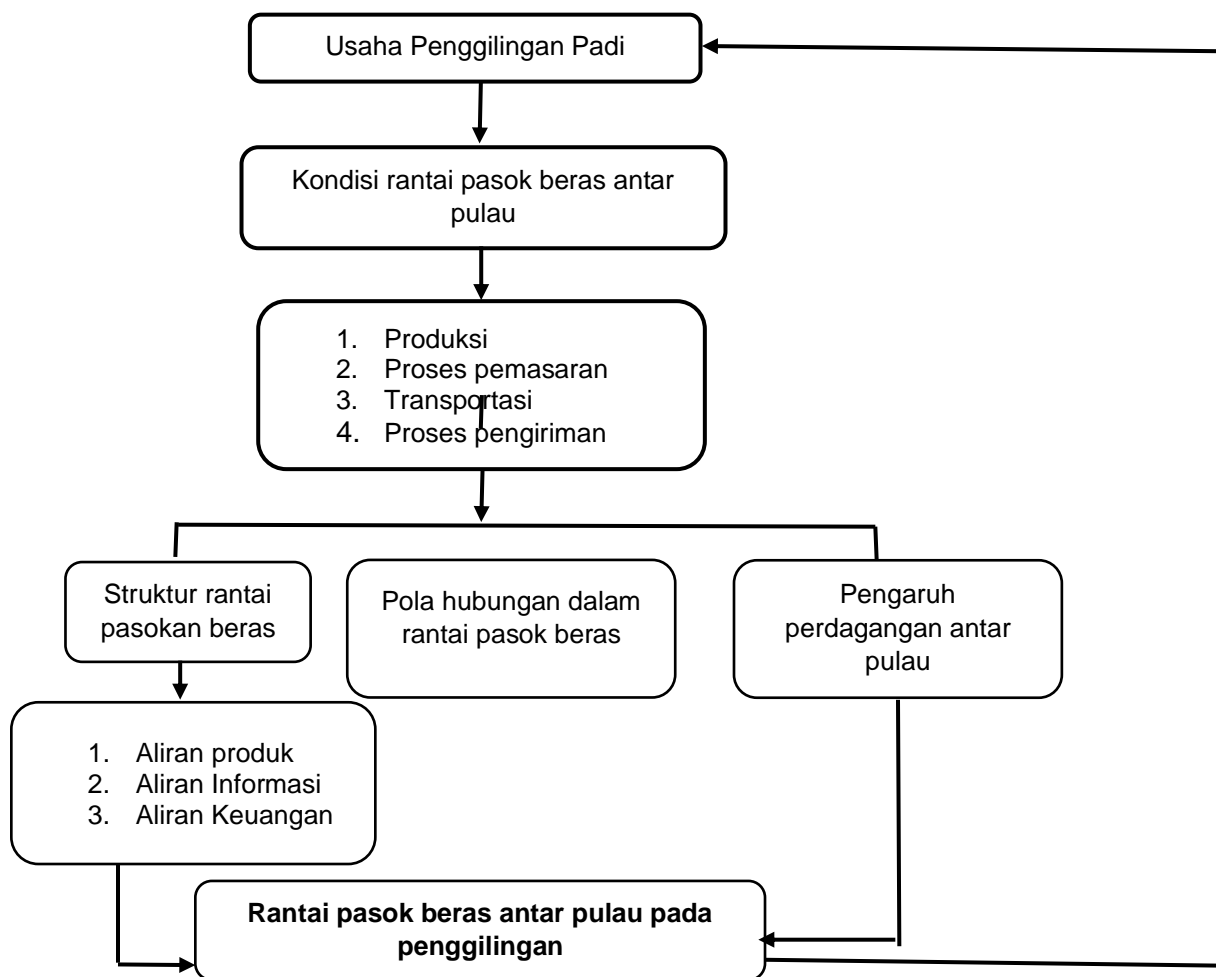 Usaha Penggilingan Padi
Kondisi rantai pasok beras antar
pulau
1. Produksi
2. Proses pemasaran
3. Transportasi
4. Proses pengiriman
Struktur rantai
pasokan beras
Pola hubungan dalam
rantai pasok beras
Pengaruh
perdagangan antar
pulau
1. Aliran produk
2. Aliran Informasi
3. Aliran Keuangan
Rantai pasok beras antar pulau pada
penggilingan